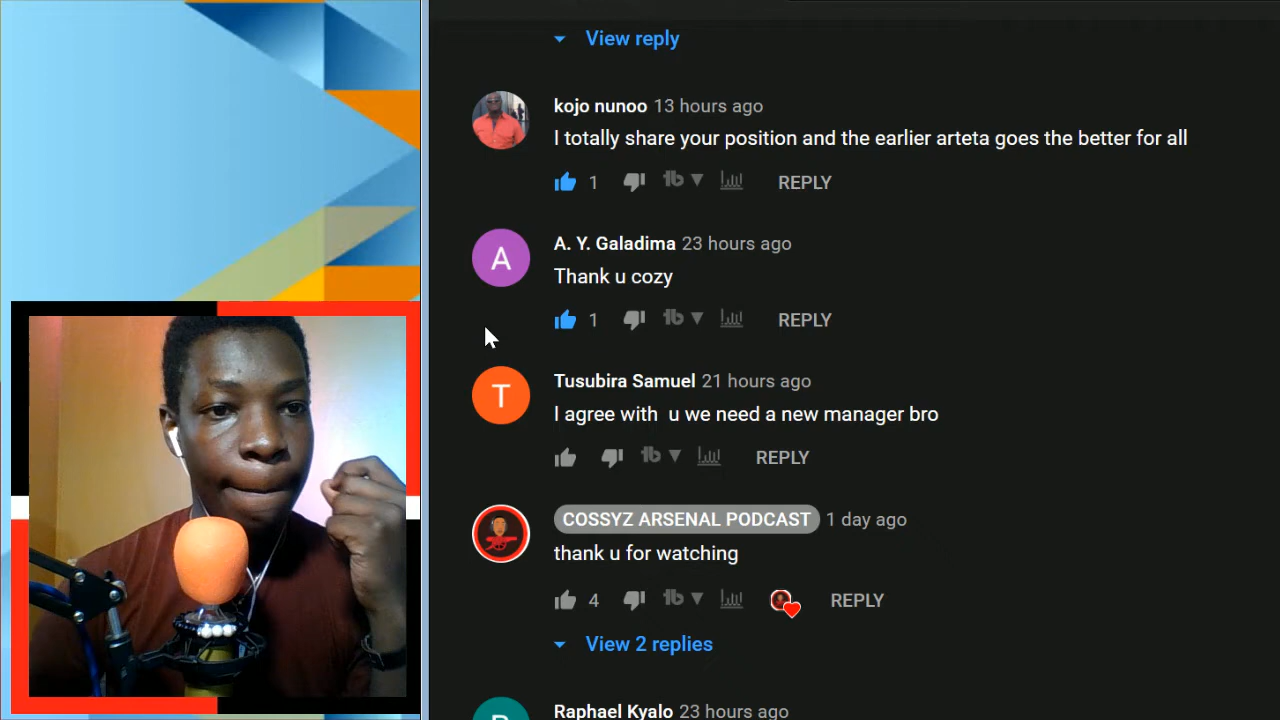 View reply
kojo nunoo 13 hours ago
I totally share your position and the earlier arteta goes the better for all
1 REPLY
A
A. Y. Galadima 23 hours ago
Thank u cozy
1 REPLY
T
Tusubira Samuel 21 hours ago
I agree with u we need a new manager bro
REPLY
COSSYZ ARSENAL PODCAST 1 day ago
thank u for watching
4 REPLY
View 2 replies
Raphael Kyalo 23 hours ago